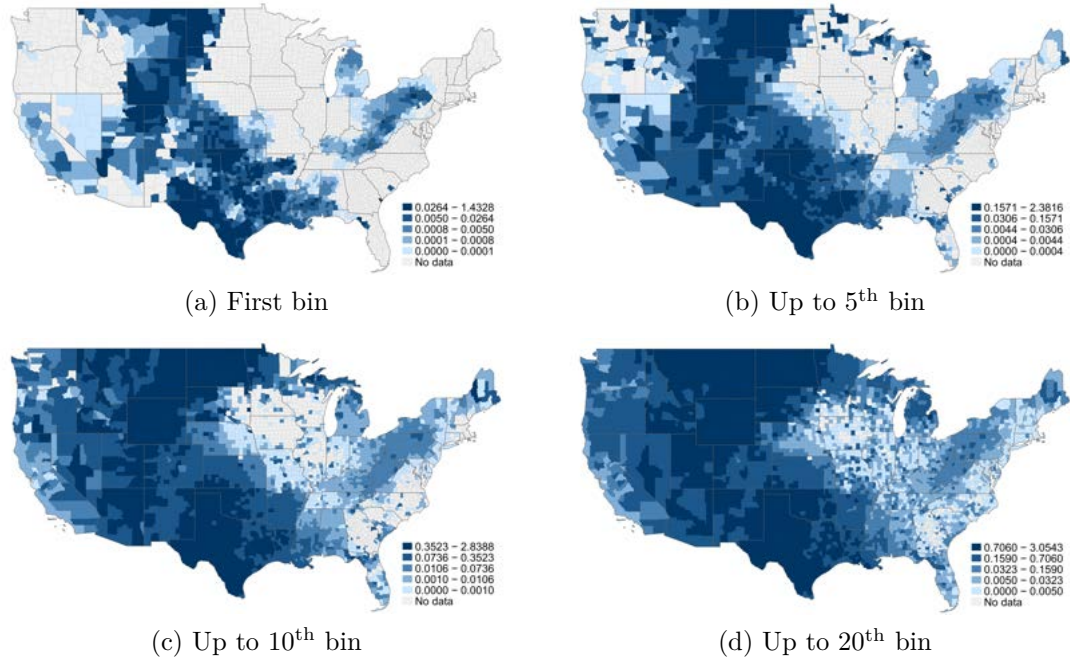 0.0264 – 1.4328
0.0050 – 0.0264
0.0008 – 0.0050
0.0001 – 0.0008
0.0000 – 0.0001
No data
(a) First bin
0.1571 – 2.3816
0.0306 – 0.1571
0.0044 – 0.0306
0.0004 – 0.0044
0.0000 – 0.0004
No data
(b) Up to 5th bin
0.3523 – 2.8388
0.0736 – 0.3523
0.0106 – 0.0736
0.0010 – 0.0106
0.0000 – 0.0010
No data
(c) Up to 10th bin
0.7060 – 3.0543
0.1590 – 0.7060
0.0323 – 0.1590
0.0050 – 0.0323
0.0000 – 0.0050
No data
(d) Up to 20th bin